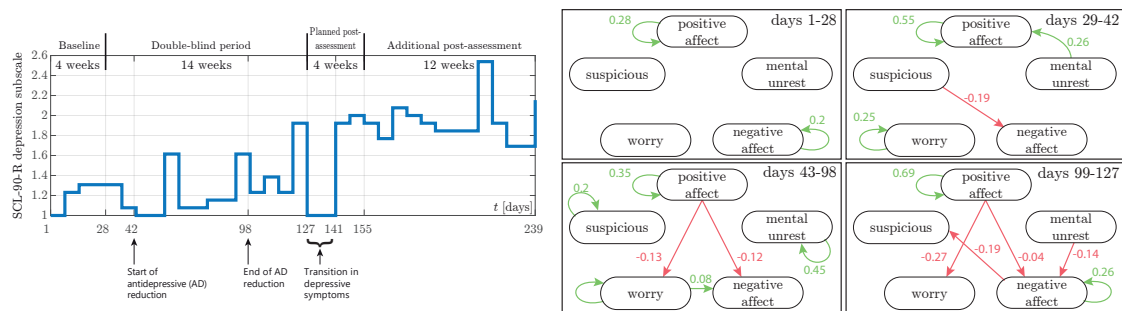 Planned post-
Baseline
Double-blind period
assessment
Additional post-assessment
4 weeks
14 weeks
4 weeks
12 weeks
SCL-90-R depression subscale
2.6
2.4
2.2
2
1.8
1.6
1.4
1.2
1
t [days]
1
28
42
98
127
141
155
239
Start of
antidepressive (AD)
reduction
End of AD
reduction
Transition in
depressive
symptoms
days 1-28
0.28
positive
affect
suspicious
mental
unrest
worry
negative
affect
0.2
days 29-42
0.55
positive
affect
0.26
suspicious
mental
unrest
-0.19
0.25
worry
negative
affect
days 43-98
0.35
positive
affect
0.2
suspicious
mental
unrest
0.45
-0.13
-0.12
0.08
worry
negative
affect
days 99-127
0.69
positive
affect
suspicious
mental
unrest
-0.19
-0.27
-0.04
-0.14
0.26
worry
negative
affect